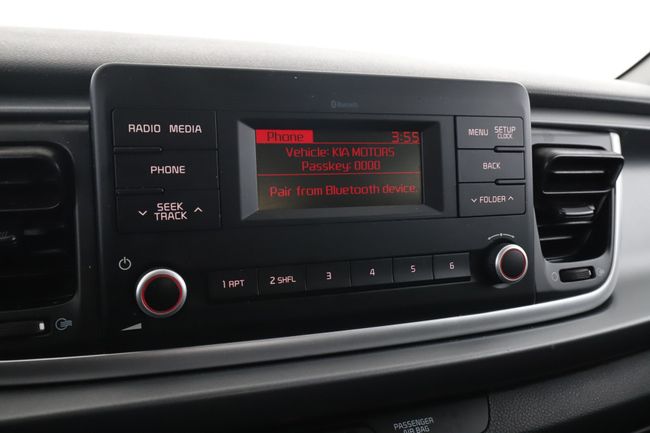 Bluetooth
RADIO MEDIA
PHONE
SEEK
TRACK
Phone 3:55
Vehicle: KIA MOTORS
Passkey: 0000
Pair from Bluetooth device.
MENU SETUP
CLOCK
BACK
FOLDER
1 RPT 2 SHFL 3 4 5 6
PASSENGER
AIR BAG